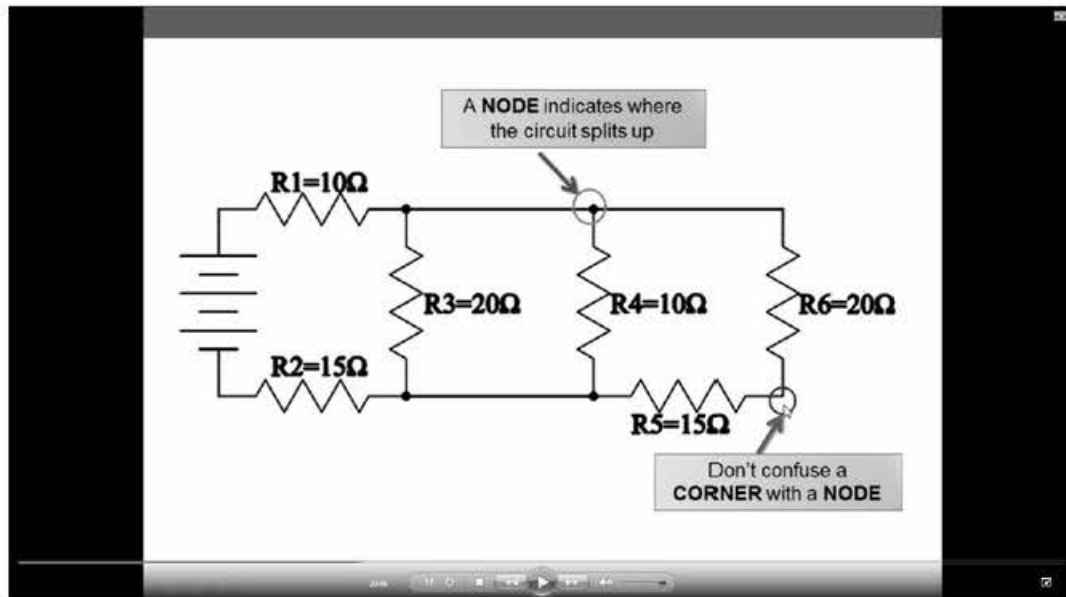 A NODE indicates where
the circuit splits up
R1=10Ω
R3=20Ω
R4=10Ω
R6=20Ω
R2=15Ω
R5=15Ω
Don't confuse a
CORNER with a NODE